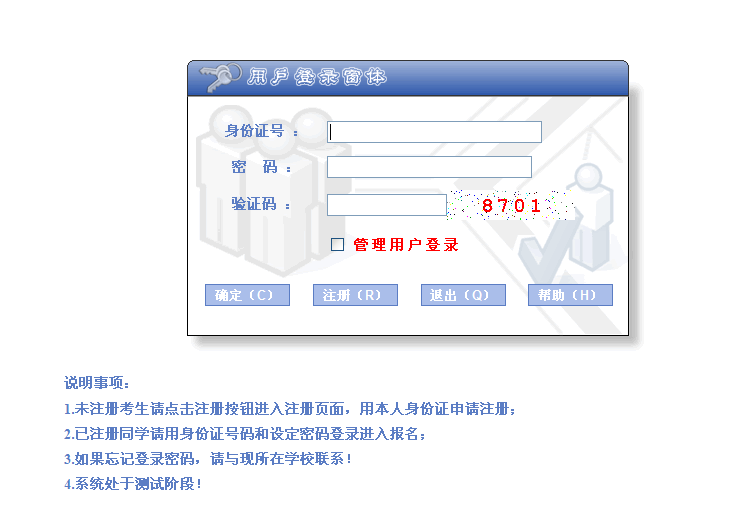 用户登录窗体
身份证号 ：
密 码 ：
验证码 ： 8701
管理用户登录
确定（C） 注册（R） 退出（Q） 帮助（H）
说明事项：
1.未注册考生请点击注册按钮进入注册页面，用本人身份证申请注册；
2.已注册同学请用身份证号码和设定密码登录进入报名；
3.如果忘记登录密码，请与现所在学校联系！
4.系统处于测试阶段！